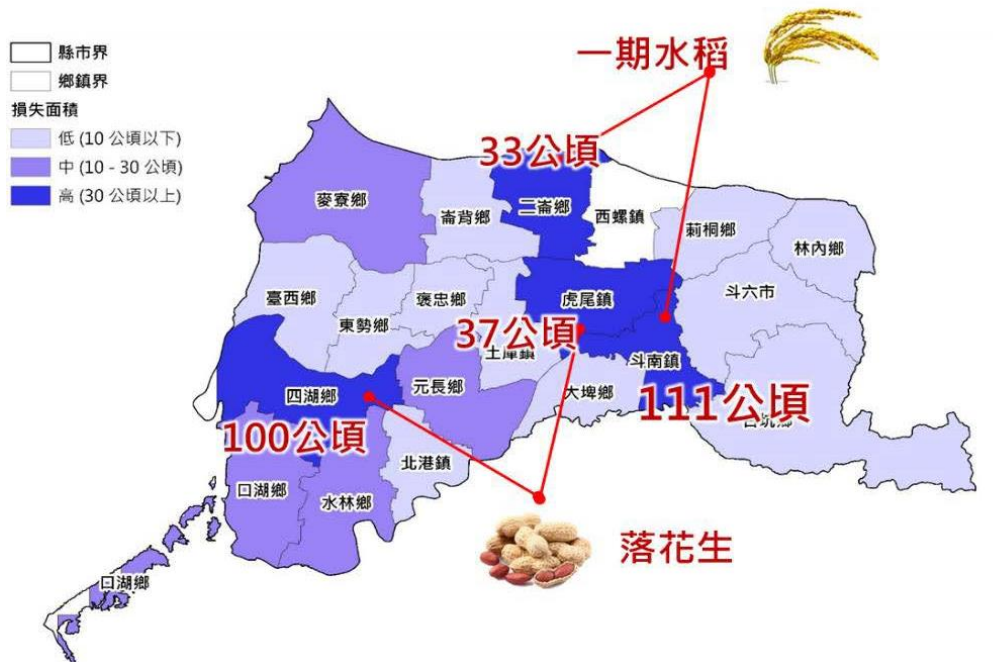 縣市界
鄉鎮界
損失面積
低 (10 公頃以下)
中 (10 - 30 公頃)
高 (30 公頃以上)
一期水稻
33公頃
麥寮鄉
崙背鄉
二崙鄉
西螺鎮
莿桐鄉
林內鄉
臺西鄉
東勢鄉
褒忠鄉
虎尾鎮
斗六市
37公頃
土庫鎮
斗南鎮
四湖鄉
元長鄉
大埤鄉
111公頃
古坑鄉
100公頃
北港鎮
口湖鄉
水林鄉
落花生
口湖鄉